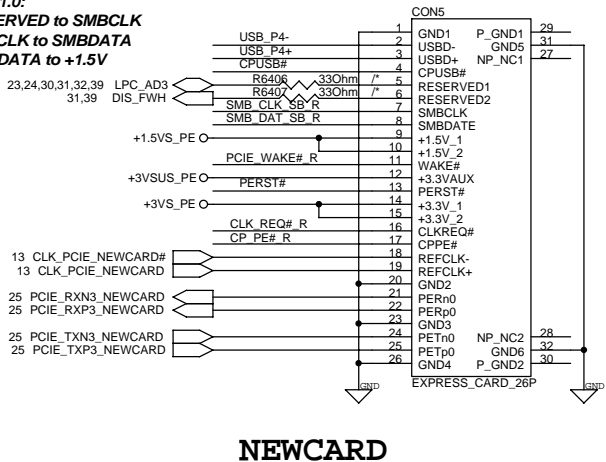 1.0:
ERVED to SMBCLK
CLK to SMBDATA
DATA to +1.5V
CON5
1 GND1 P_GND1 29
USB_P4- 2 USBD- GND5 31
USB_P4+ 3 USBD+ NP_NC1 27
CPUSB# 4 CPUSB#
23,24,30,31,32,39 LPC_AD3 R6406 33Ohm /* 5 RESERVED1
31,39 DIS_FWH R6407 33Ohm /* 6 RESERVED2
SMB_CLK_SB_R 7 SMBCLK
SMB_DAT_SB_R 8 SMBDATE
+1.5VS_PE 9 +1.5V_1
10 +1.5V_2
PCIE_WAKE#_R 11 WAKE#
+3VSUS_PE 12 +3.3VAUX
PERST# 13 PERST#
+3VS_PE 14 +3.3V_1
15 +3.3V_2
CLK_REQ#_R 16 CLKREQ#
CP_PE#_R 17 CPPE#
13 CLK_PCIE_NEWCARD# 18 REFCLK-
13 CLK_PCIE_NEWCARD 19 REFCLK+
20 GND2
25 PCIE_RXN3_NEWCARD 21 PERn0
25 PCIE_RXP3_NEWCARD 22 PERp0
23 GND3
25 PCIE_TXN3_NEWCARD 24 PETn0 NP_NC2 28
25 PCIE_TXP3_NEWCARD 25 PETp0 GND6 32
26 GND4 P_GND2 30
EXPRESS_CARD_26P
GND GND
NEWCARD